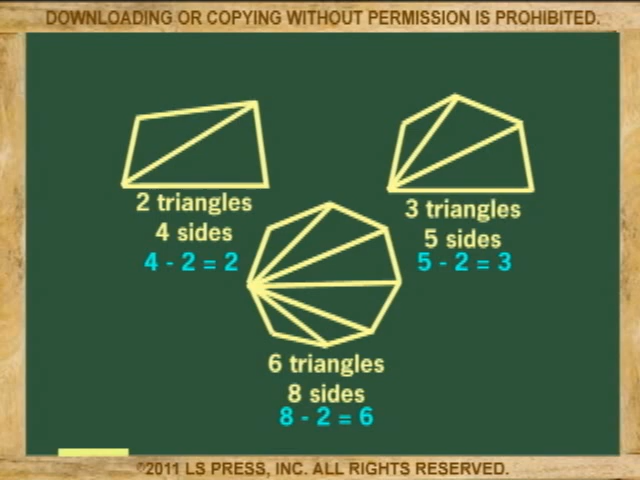 DOWNLOADING OR COPYING WITHOUT PERMISSION IS PROHIBITED.
2 triangles
4 sides
4 - 2 = 2
3 triangles
5 sides
5 - 2 = 3
6 triangles
8 sides
8 - 2 = 6
©2011 LS PRESS, INC. ALL RIGHTS RESERVED.